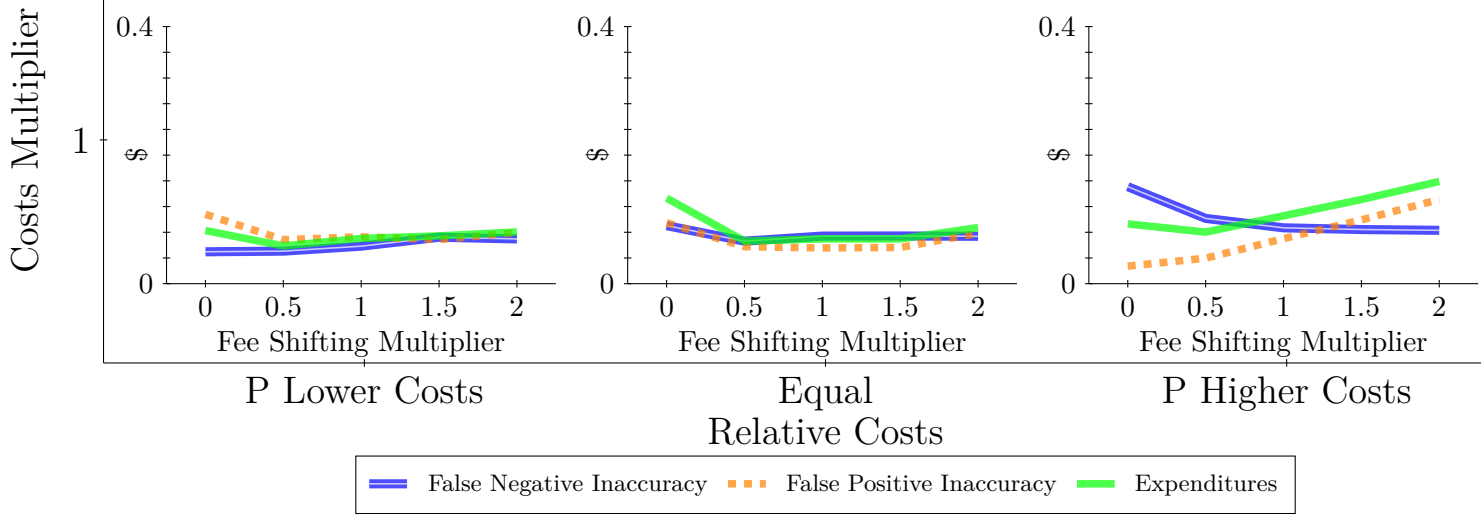 Costs Multiplier
1
0.4
$
0
0 0.5 1 1.5 2
Fee Shifting Multiplier
P Lower Costs
0.4
$
0
0 0.5 1 1.5 2
Fee Shifting Multiplier
Equal
0.4
$
0
0 0.5 1 1.5 2
Fee Shifting Multiplier
P Higher Costs
Relative Costs
False Negative Inaccuracy False Positive Inaccuracy Expenditures